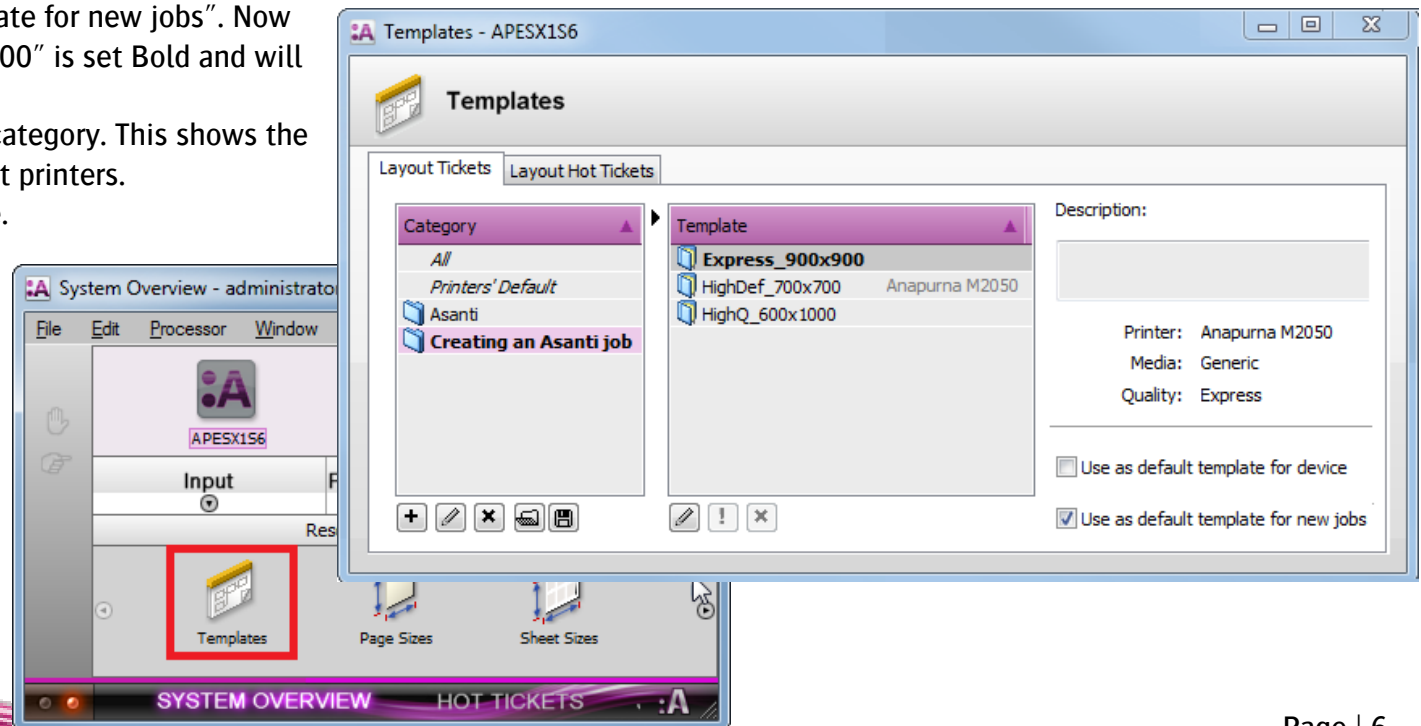 ate for new jobs”. Now
00” is set Bold and will
category. This shows the
t printers.
.
:A Templates - APESX1S6
Templates
Layout Tickets Layout Hot Tickets
Category Template
All
Printers' Default
Asanti
Creating an Asanti job
Express_900x900
HighDef_700x700 Anapurna M2050
HighQ_600x1000
Description:
Printer: Anapurna M2050
Media: Generic
Quality: Express
Use as default template for device
Use as default template for new jobs
:A System Overview - administrato
File Edit Processor Window
:A
APESX1S6
Input
Res
Templates Page Sizes Sheet Sizes
SYSTEM OVERVIEW HOT TICKETS :A
Page | 6